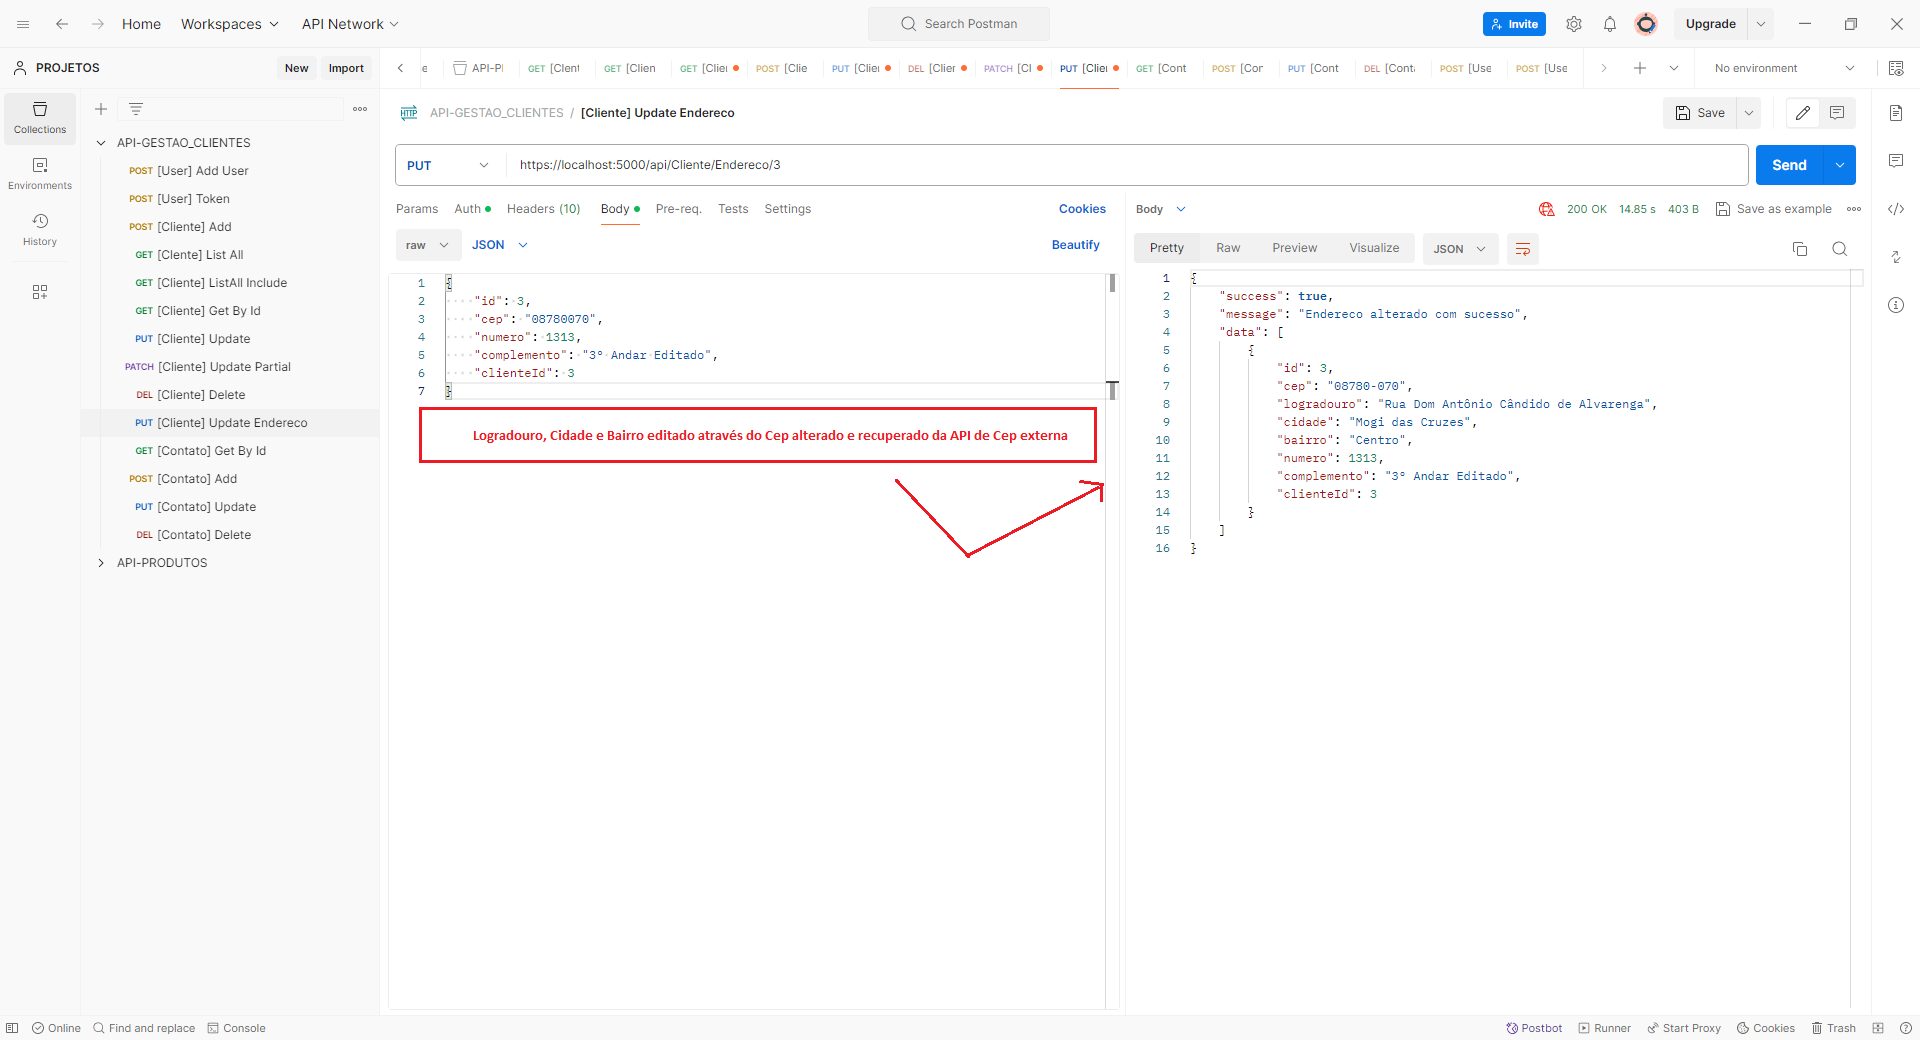 Home
Workspaces
API Network
Search Postman
Invite
Upgrade
PROJETOS
New
Import
e
API-PI
GET [Client
GET [Clien
GET [Clien
POST [Clie
PUT [Clien
DEL [Clien
PATCH [Cl
PUT [Clien
GET [Cont
POST [Cor
PUT [Cont
DEL [Cont
POST [Use
POST [Use
No environment
Collections
Environments
History
API-GESTAO_CLIENTES
POST [User] Add User
POST [User] Token
POST [Cliente] Add
GET [Clente] List All
GET [Cliente] ListAll Include
GET [Cliente] Get By Id
PUT [Cliente] Update
PATCH [Cliente] Update Partial
DEL [Cliente] Delete
PUT [Cliente] Update Endereco
GET [Contato] Get By Id
POST [Contato] Add
PUT [Contato] Update
DEL [Contato] Delete
API-PRODUTOS
HTTP API-GESTAO_CLIENTES / [Cliente] Update Endereco
Save
PUT https://localhost:5000/api/Cliente/Endereco/3
Send
Params Auth Headers (10) Body Pre-req. Tests Settings Cookies
raw JSON Beautify
1 {
2 "id": 3,
3 "cep": "08780070",
4 "numero": 1313,
5 "complemento": "3º Andar Editado",
6 "clienteId": 3
7 }
Logradouro, Cidade e Bairro editado através do Cep alterado e recuperado da API de Cep externa
Body 200 OK 14.85 s 403 B Save as example
Pretty Raw Preview Visualize JSON
1 {
2 "success": true,
3 "message": "Endereco alterado com sucesso",
4 "data": [
5 {
6 "id": 3,
7 "cep": "08780-070",
8 "logradouro": "Rua Dom Antônio Cândido de Alvarenga",
9 "cidade": "Mogi das Cruzes",
10 "bairro": "Centro",
11 "numero": 1313,
12 "complemento": "3º Andar Editado",
13 "clienteId": 3
14 }
15 ]
16 }
Online Find and replace Console
Postbot Runner Start Proxy Cookies Trash